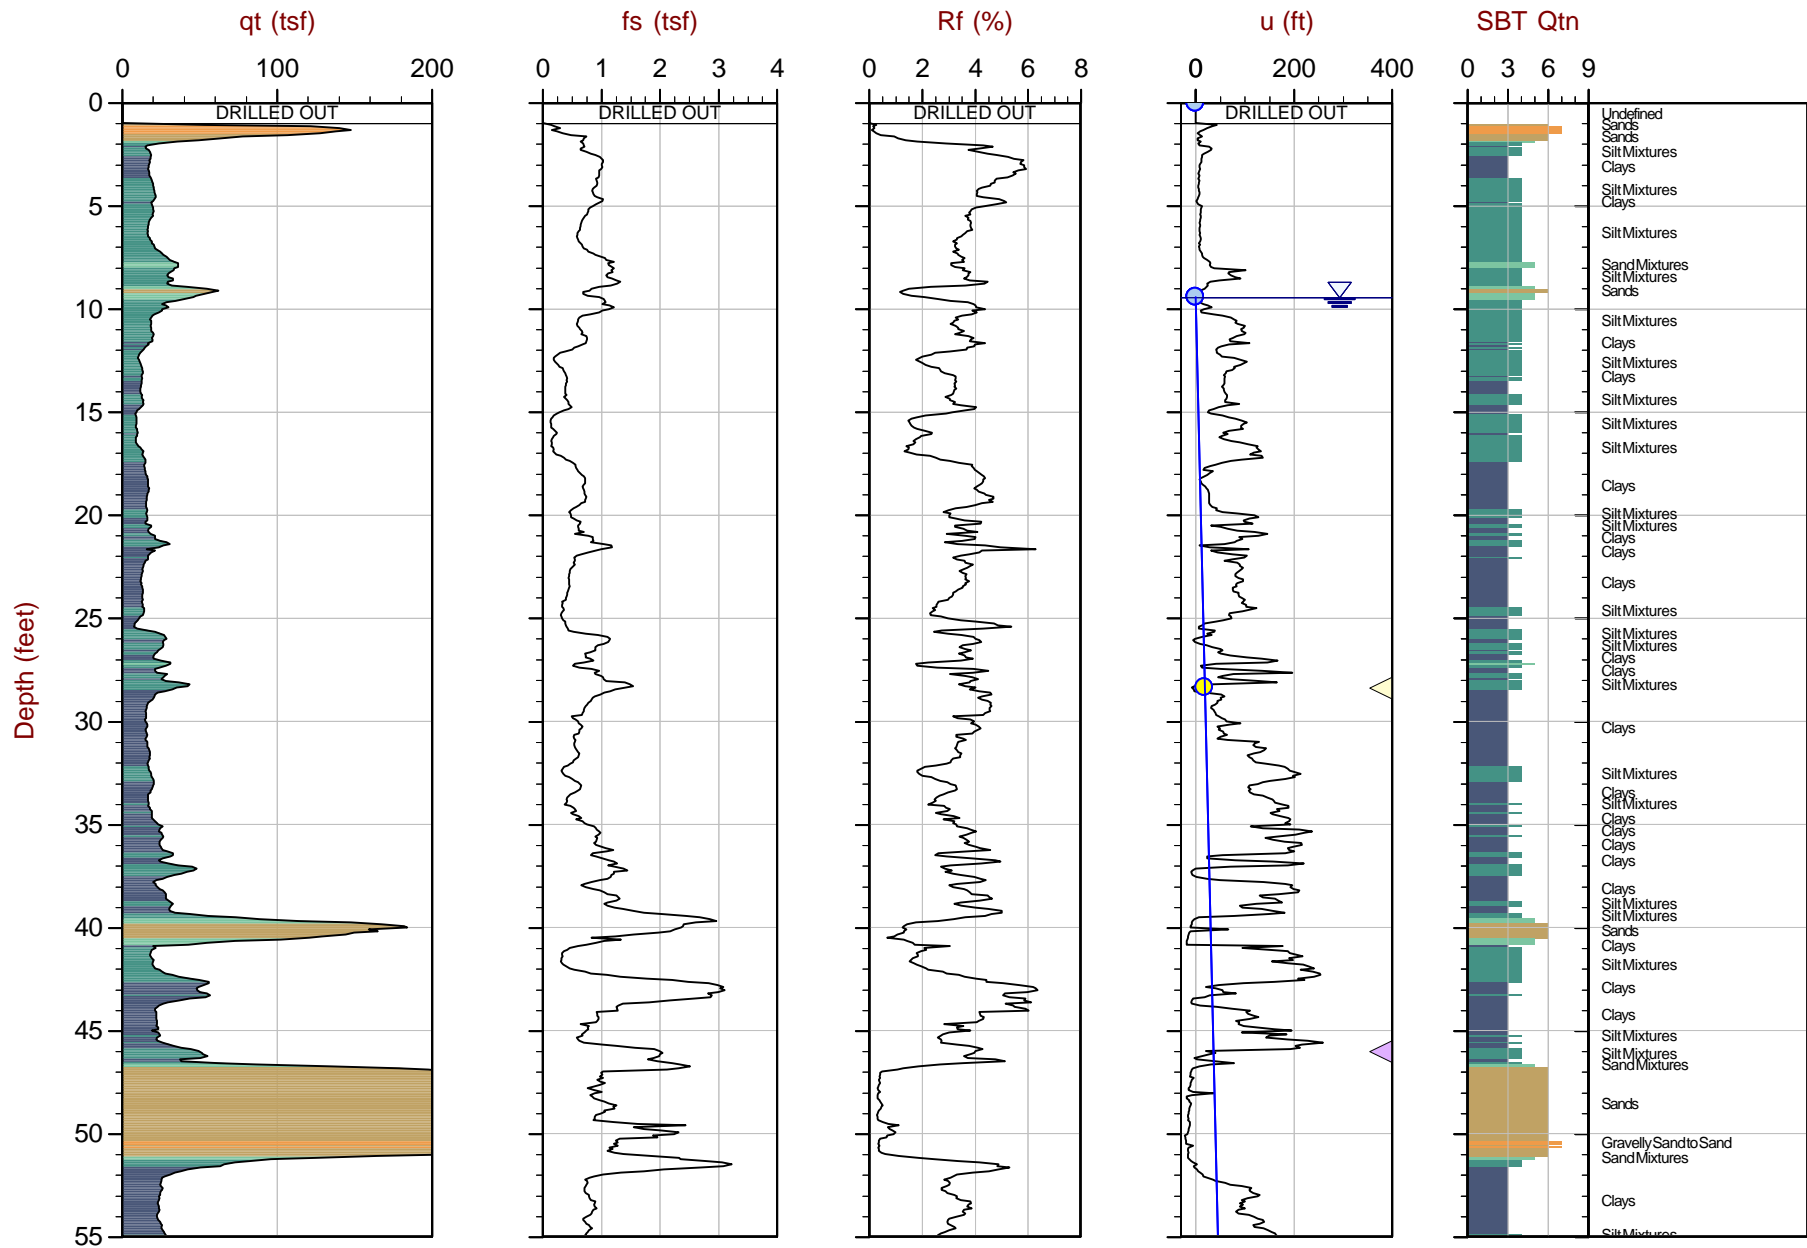 qt (tsf) fs (tsf) Rf (%) u (ft) SBT Qtn
0 100 200 0 1 2 3 4 0 2 4 6 8 0 200 400 0 3 6 9
DRILLED OUT DRILLED OUT DRILLED OUT
0
Undefined
Sands
Sands
Silt Mixtures
Clays
Silt Mixtures
Clays
5
Silt Mixtures
Sand Mixtures
Silt Mixtures
Sands
10
Silt Mixtures
Clays
Silt Mixtures
Clays
Silt Mixtures
15
Silt Mixtures
Silt Mixtures
Clays
20
Silt Mixtures
Silt Mixtures
Clays
Clays
Clays
Silt Mixtures
25
Silt Mixtures
Silt Mixtures
Clays
Clays
Silt Mixtures
Depth (feet)
30
Clays
Silt Mixtures
Clays
Silt Mixtures
Clays
35
Clays
Clays
Clays
Clays
Silt Mixtures
Silt Mixtures
40
Sands
Clays
Silt Mixtures
Clays
Clays
45
Silt Mixtures
Silt Mixtures
Sand Mixtures
Sands
50
Gravelly Sand to Sand
Sand Mixtures
Clays
55
Silt Mixtures